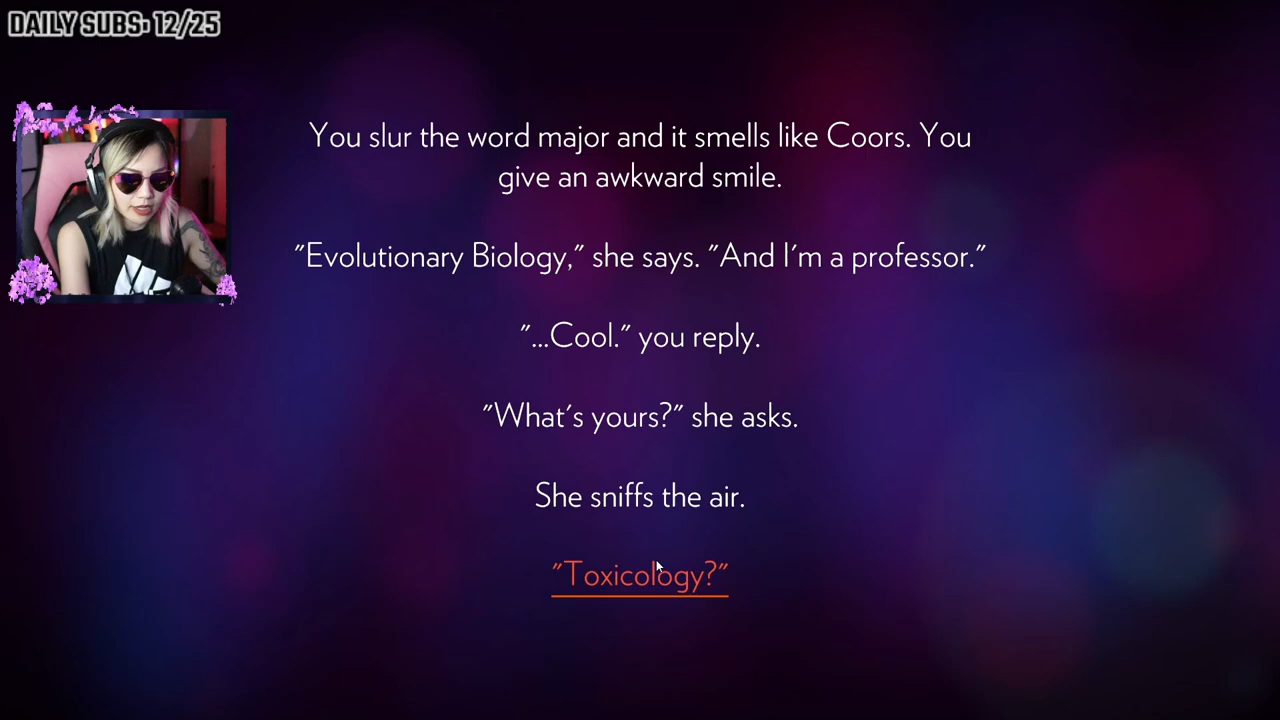 DAILY SUBS: 12/25
You slur the word major and it smells like Coors. You
give an awkward smile.
"Evolutionary Biology," she says. "And I'm a professor."
"...Cool." you reply.
"What's yours?" she asks.
She sniffs the air.
"Toxicology?"